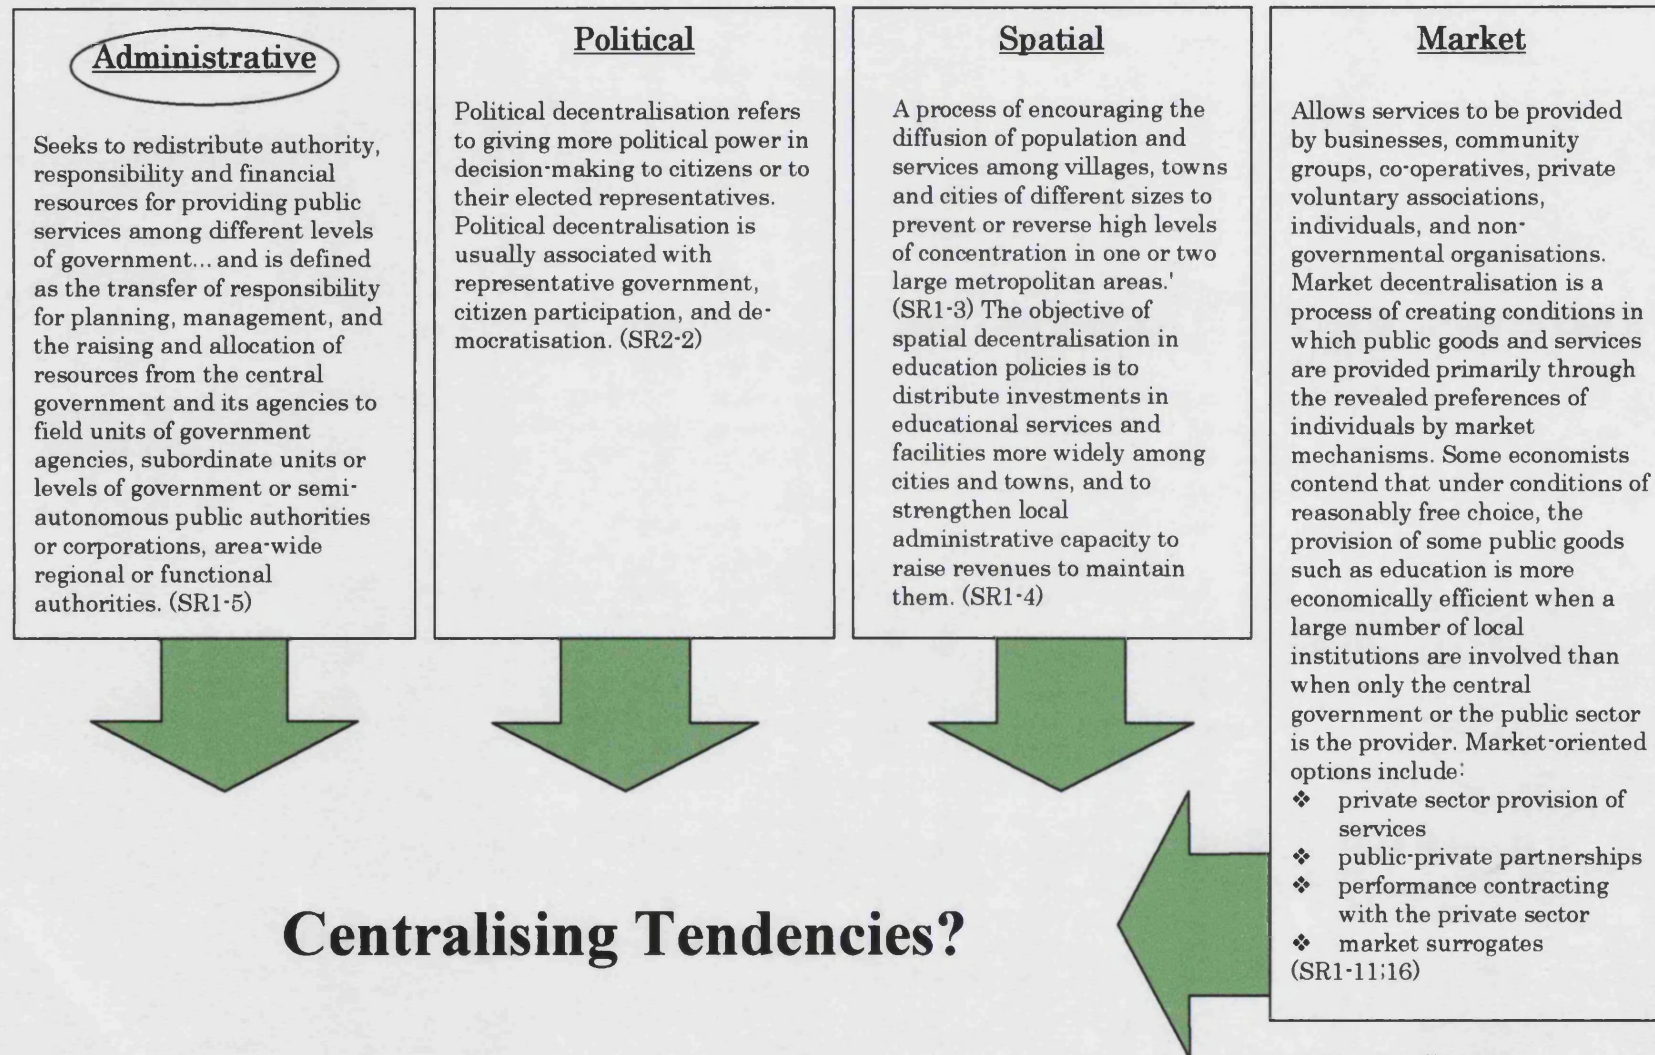 Administrative
Seeks to redistribute authority,
responsibility and financial
resources for providing public
services among different levels
of government... and is defined
as the transfer of responsibility
for planning, management, and
the raising and allocation of
resources from the central
government and its agencies to
field units of government
agencies, subordinate units or
levels of government or semi-
autonomous public authorities
or corporations, area-wide
regional or functional
authorities. (SR1-5)
Political
Political decentralisation refers
to giving more political power in
decision-making to citizens or to
their elected representatives.
Political decentralisation is
usually associated with
representative government,
citizen participation, and de-
mocratisation. (SR2-2)
Spatial
A process of encouraging the
diffusion of population and
services among villages, towns
and cities of different sizes to
prevent or reverse high levels
of concentration in one or two
large metropolitan areas.'
(SR1-3) The objective of
spatial decentralisation in
education policies is to
distribute investments in
educational services and
facilities more widely among
cities and towns, and to
strengthen local
administrative capacity to
raise revenues to maintain
them. (SR1-4)
Market
Allows services to be provided
by businesses, community
groups, co-operatives, private
voluntary associations,
individuals, and non-
governmental organisations.
Market decentralisation is a
process of creating conditions in
which public goods and services
are provided primarily through
the revealed preferences of
individuals by market
mechanisms. Some economists
contend that under conditions of
reasonably free choice, the
provision of some public goods
such as education is more
economically efficient when a
large number of local
institutions are involved than
when only the central
government or the public sector
is the provider. Market-oriented
options include:
❖ private sector provision of
services
❖ public-private partnerships
❖ performance contracting
with the private sector
❖ market surrogates
(SR1-11;16)
Centralising Tendencies?